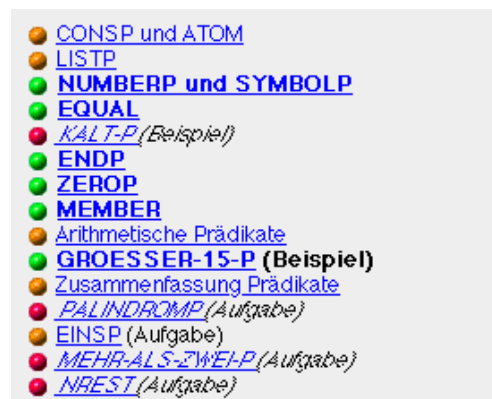 CONSP und ATOM
LISTP
NUMBERP und SYMBOLP
EQUAL
KALT-P (Beispiel)
ENDP
ZEROP
MEMBER
Arithmetische Prädikate
GROESSER-15-P (Beispiel)
Zusammenfassung Prädikate
PALINDROMP (Aufgabe)
EINSP (Aufgabe)
MEHR-ALS-ZWEI-P (Aufgabe)
NREST (Aufgabe)